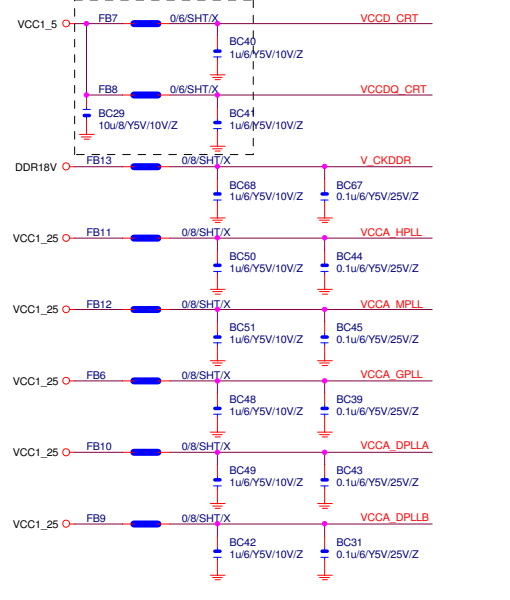 VCC1_5 FB7 0/6/SHT/X VCCD_CRT
BC40
1u/6/Y5V/10V/Z
FB8 0/6/SHT/X VCCDQ_CRT
BC29
10u/8/Y5V/10V/Z
BC41
1u/6/Y5V/10V/Z
DDR18V FB13 0/8/SHT/X V_CKDDR
BC68
1u/6/Y5V/10V/Z
BC67
0.1u/6/Y5V/25V/Z
VCC1_25 FB11 0/8/SHT/X VCCA_HPLL
BC50
1u/6/Y5V/10V/Z
BC44
0.1u/6/Y5V/25V/Z
VCC1_25 FB12 0/8/SHT/X VCCA_MPLL
BC51
1u/6/Y5V/10V/Z
BC45
0.1u/6/Y5V/25V/Z
VCC1_25 FB6 0/8/SHT/X VCCA_GPLL
BC48
1u/6/Y5V/10V/Z
BC39
0.1u/6/Y5V/25V/Z
VCC1_25 FB10 0/8/SHT/X VCCA_DPLLA
BC49
1u/6/Y5V/10V/Z
BC43
0.1u/6/Y5V/25V/Z
VCC1_25 FB9 0/8/SHT/X VCCA_DPLLB
BC42
1u/6/Y5V/10V/Z
BC31
0.1u/6/Y5V/25V/Z